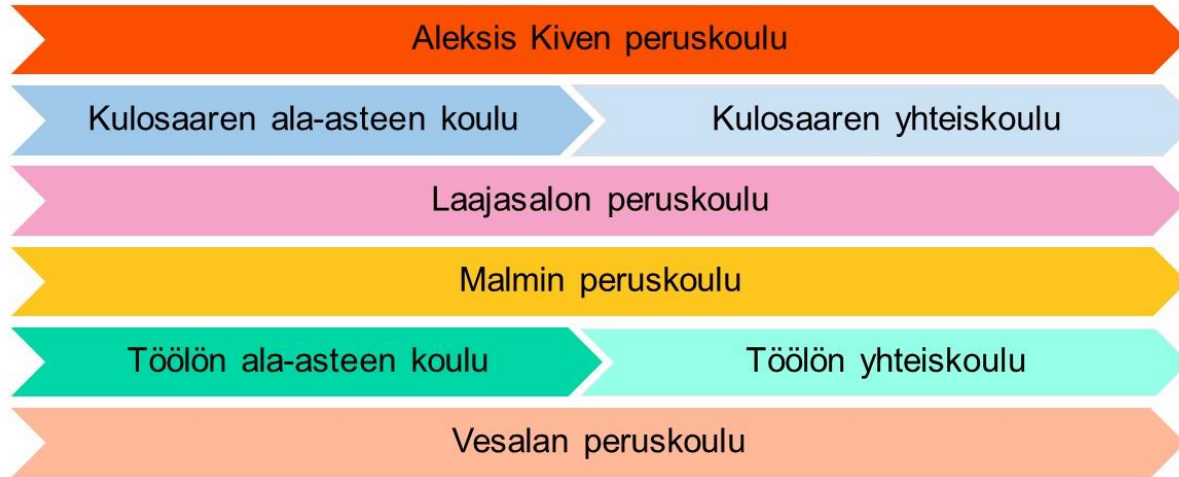 Aleksis Kiven peruskoulu
Kulosaaren ala-asteen koulu
Kulosaaren yhteiskoulu
Laajasalon peruskoulu
Malmin peruskoulu
Töölön ala-asteen koulu
Töölön yhteiskoulu
Vesalan peruskoulu